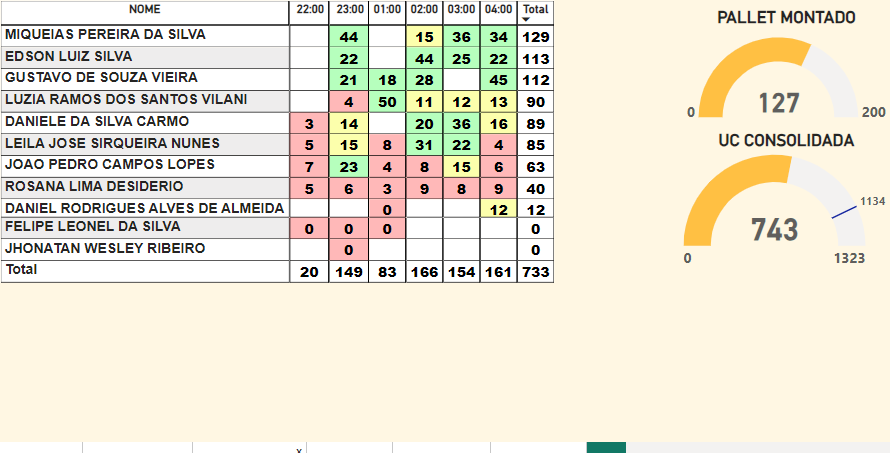 NOME 22:00 23:00 01:00 02:00 03:00 04:00 Total
MIQUEIAS PEREIRA DA SILVA 44 15 36 34 129
EDSON LUIZ SILVA 22 44 25 22 113
GUSTAVO DE SOUZA VIEIRA 21 18 28 45 112
LUZIA RAMOS DOS SANTOS VILANI 4 50 11 12 13 90
DANIELE DA SILVA CARMO 3 14 20 36 16 89
LEILA JOSE SIRQUEIRA NUNES 5 15 8 31 22 4 85
JOAO PEDRO CAMPOS LOPES 7 23 4 8 15 6 63
ROSANA LIMA DESIDERIO 5 6 3 9 8 9 40
DANIEL RODRIGUES ALVES DE ALMEIDA 0 12 12
FELIPE LEONEL DA SILVA 0 0 0 0
JHONATAN WESLEY RIBEIRO 0 0
Total 20 149 83 166 154 161 733
PALLET MONTADO
127
0 200
UC CONSOLIDADA
1134
743
0 1323
x